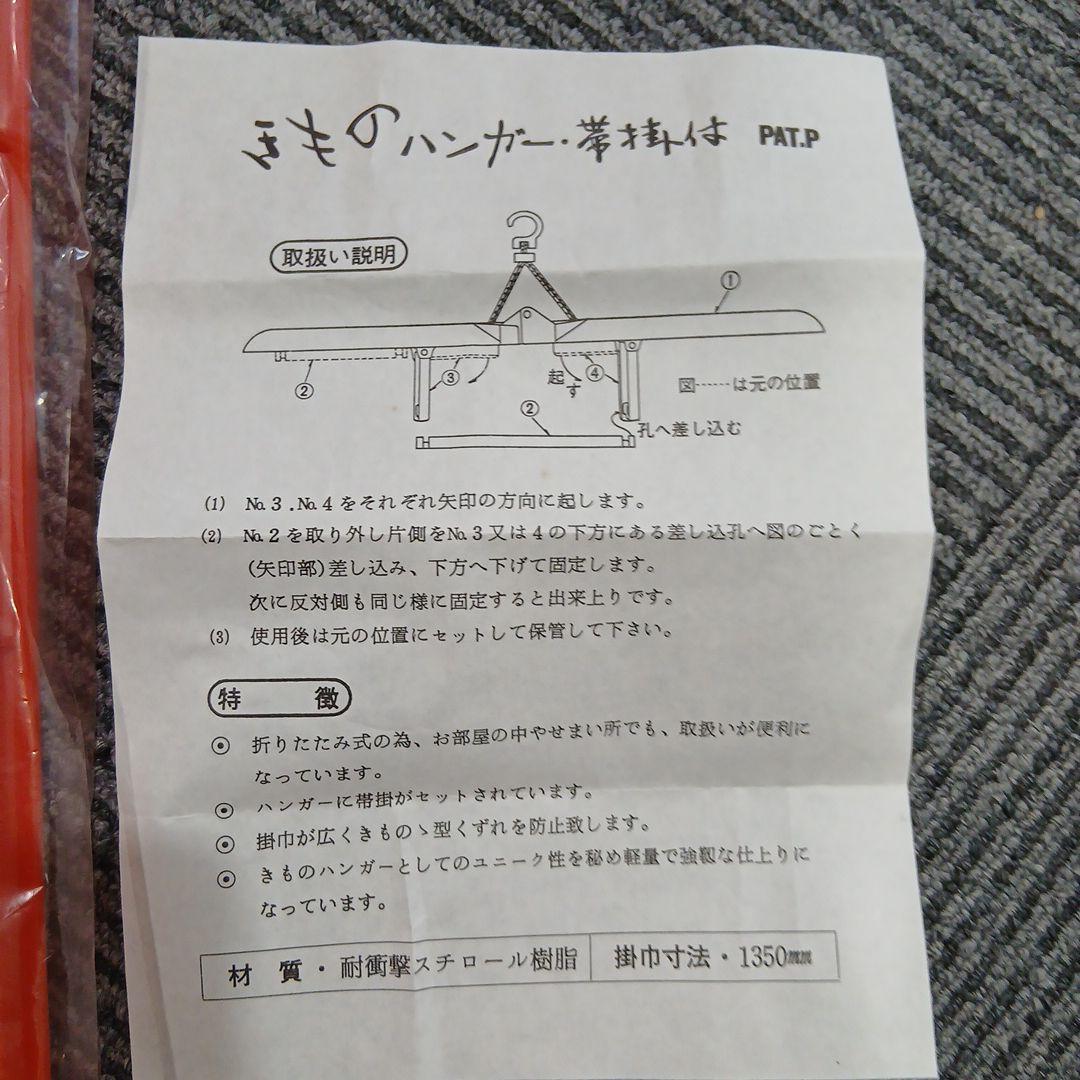 きものハンガー・帯掛付 PAT.P
取扱い説明
①
②
③
起す
④
図……は元の位置
②
孔へ差し込む
(1) №3.№4をそれぞれ矢印の方向に起します。
(2) №2を取り外し片側を№3又は4の下方にある差し込孔へ図のごとく
(矢印部)差し込み、下方へ下げて固定します。
次に反対側も同じ様に固定すると出来上りです。
(3) 使用後は元の位置にセットして保管して下さい。
特 徴
◉ 折りたたみ式の為、お部屋の中やせまい所でも、取扱いが便利に
なっています。
◉ ハンガーに帯掛がセットされています。
◉ 掛巾が広くきものゝ型くずれを防止致します。
◉ きものハンガーとしてのユニーク性を秘め軽量で強靱な仕上りに
なっています。
材 質・耐衝撃スチロール樹脂 掛巾寸法・1350mm